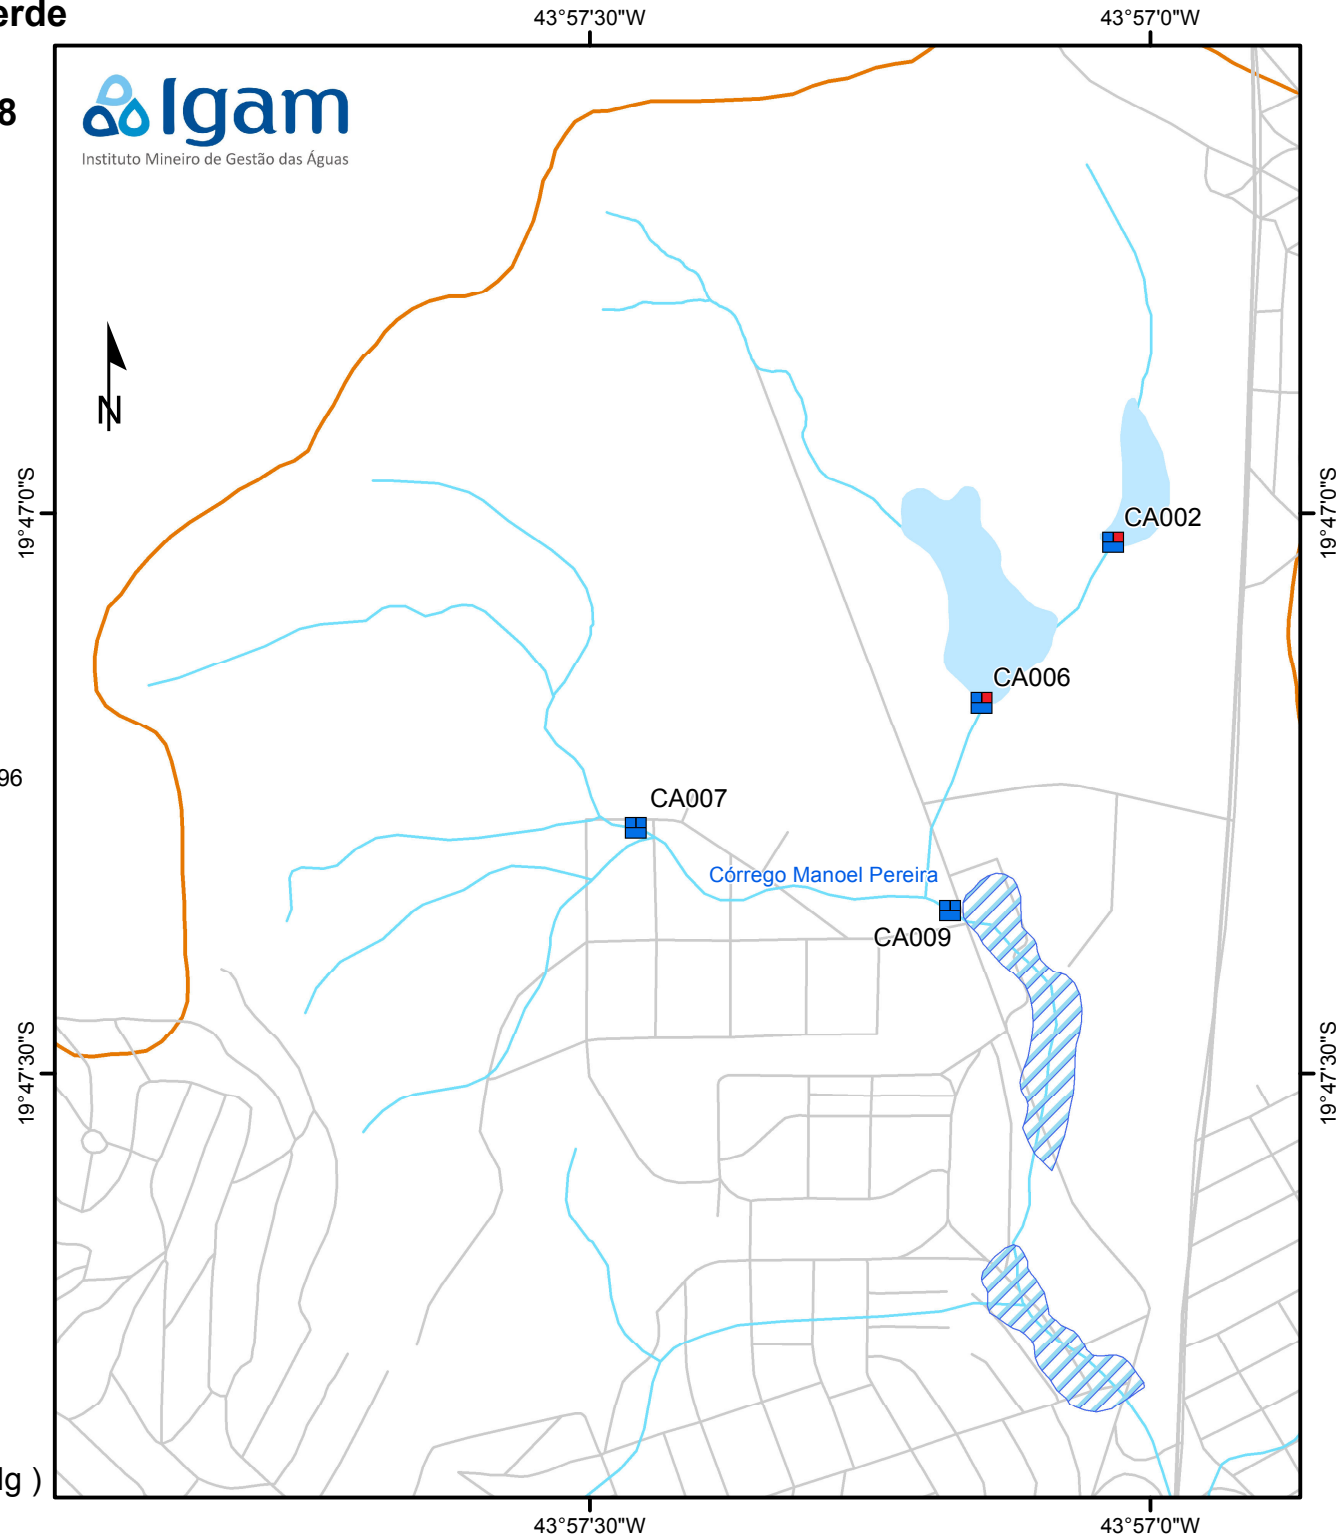 erde
43°57'30"W
43°57'0"W
8
Igam
Instituto Mineiro de Gestão das Águas
N
19°47'0"S
19°47'0"S
CA002
CA006
96
CA007
Córrego Manoel Pereira
CA009
19°47'30"S
19°47'30"S
lg )
43°57'30"W
43°57'0"W